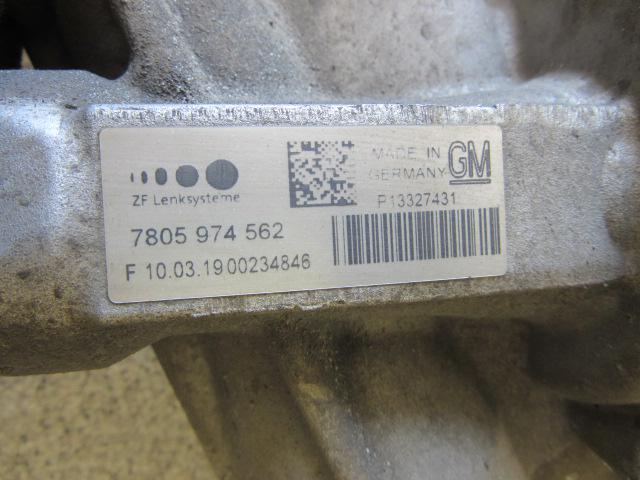 ZF Lenksysteme
MADE IN
GERMANY
GM
P13327431
7805 974 562
F 10.03.19 00234846